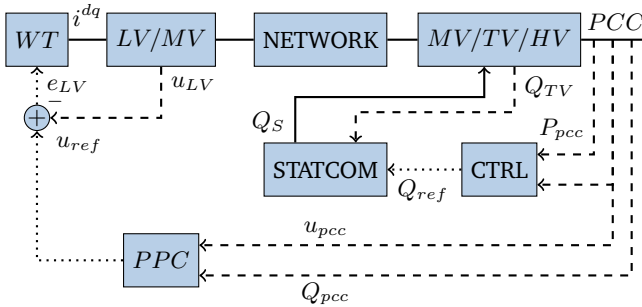 i^{dq}
PCC
WT
LV/MV
NETWORK
MV/TV/HV
e_{LV}
u_{LV}
Q_{TV}
−
+
Q_S
P_{pcc}
u_{ref}
STATCOM
CTRL
Q_{ref}
u_{pcc}
PPC
Q_{pcc}